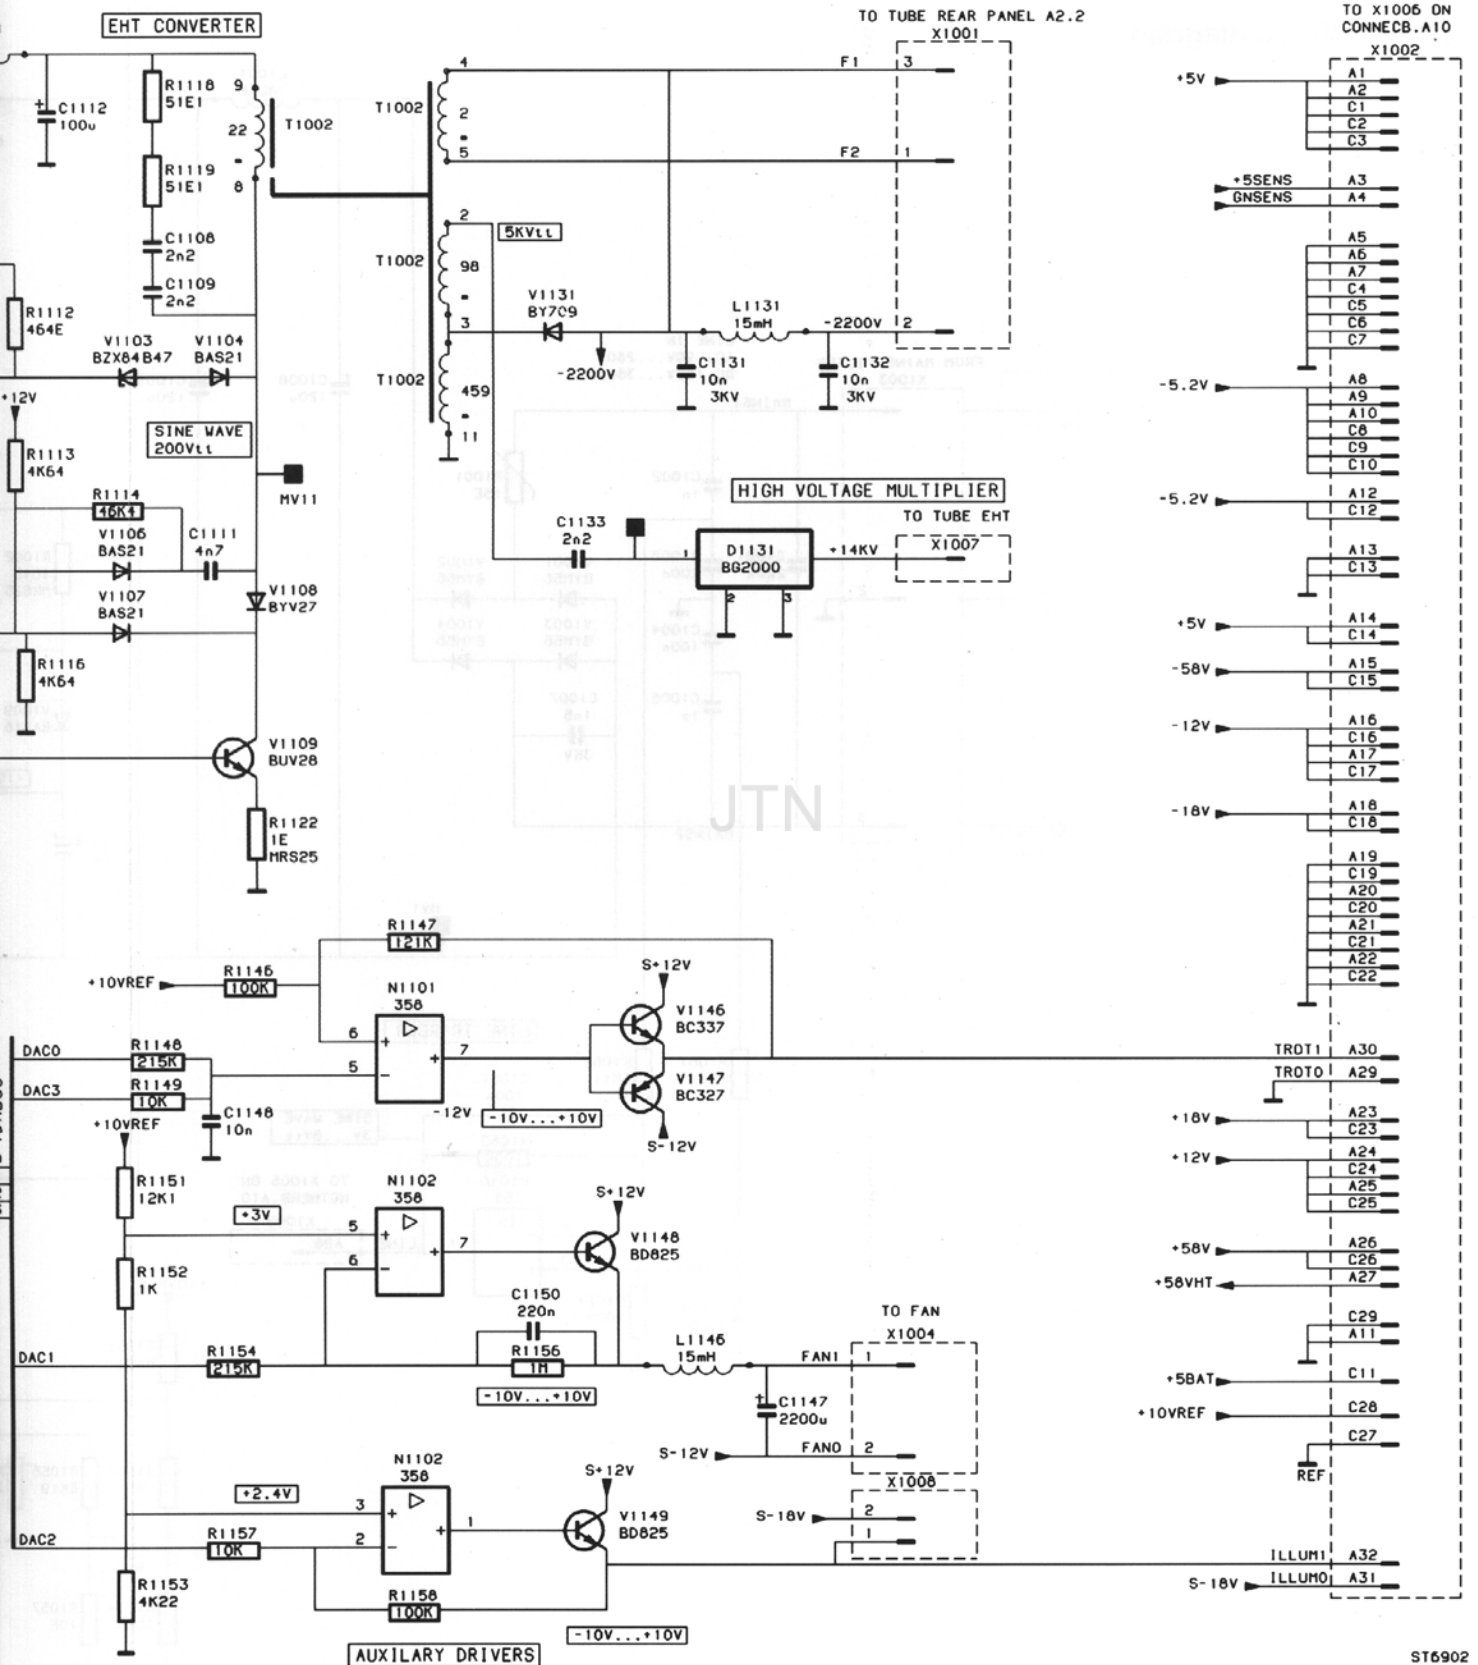 EHT CONVERTER
TO TUBE REAR PANEL A2.2
X1001
TO X1006 ON
CONNECB.A10
X1002
C1112
100u
R1118
51E1
R1119
51E1
C1108
2n2
C1109
2n2
9
22
8
T1002
T1002
4
2
5
F1
3
F2
1
T1002
2
98
3
5KVtt
T1002
459
11
V1131
BY709
-2200V
L1131
15mH
-2200V
2
C1131
10n
3KV
C1132
10n
3KV
R1112
464E
V1103
BZX84B47
V1104
BAS21
+12V
R1113
4K64
SINE WAVE
200Vtt
MV11
R1114
46K4
V1106
BAS21
C1111
4n7
V1107
BAS21
V1108
BYV27
R1116
4K64
V1109
BUV28
R1122
1E
MRS25
HIGH VOLTAGE MULTIPLIER
TO TUBE EHT
X1007
C1133
2n2
1
D1131
BG2000
2
3
+14KV
JTN
R1147
121K
+10VREF
R1146
100K
N1101
358
6
5
7
-12V
-10V...+10V
S+12V
V1146
BC337
V1147
BC327
S-12V
DAC0
R1148
215K
DAC3
R1149
10K
C1148
10n
+10VREF
R1151
12K1
+3V
R1152
1K
N1102
358
5
6
7
S+12V
V1148
BD825
C1150
220n
R1156
1M
-10V...+10V
DAC1
R1154
215K
L1146
15mH
TO FAN
X1004
FAN1
1
C1147
2200u
S-12V
FAN0
2
X1008
S-18V
2
1
N1102
358
+2.4V
3
2
1
S+12V
V1149
BD825
DAC2
R1157
10K
R1158
100K
R1153
4K22
-10V...+10V
AUXILARY DRIVERS
+5V
A1
A2
C1
C2
C3
+5SENS
A3
GNSENS
A4
A5
A6
A7
C4
C5
C6
C7
-5.2V
A8
A9
A10
C8
C9
C10
-5.2V
A12
C12
A13
C13
+5V
A14
C14
-58V
A15
C15
-12V
A16
C16
A17
C17
-18V
A18
C18
A19
C19
A20
C20
A21
C21
A22
C22
TROT1
A30
TROT0
A29
+18V
A23
C23
+12V
A24
C24
A25
C25
+58V
A26
C26
+58VHT
A27
C29
A11
+5BAT
C11
+10VREF
C28
C27
REF
ILLUM1
A32
S-18V
ILLUM0
A31
ST6902